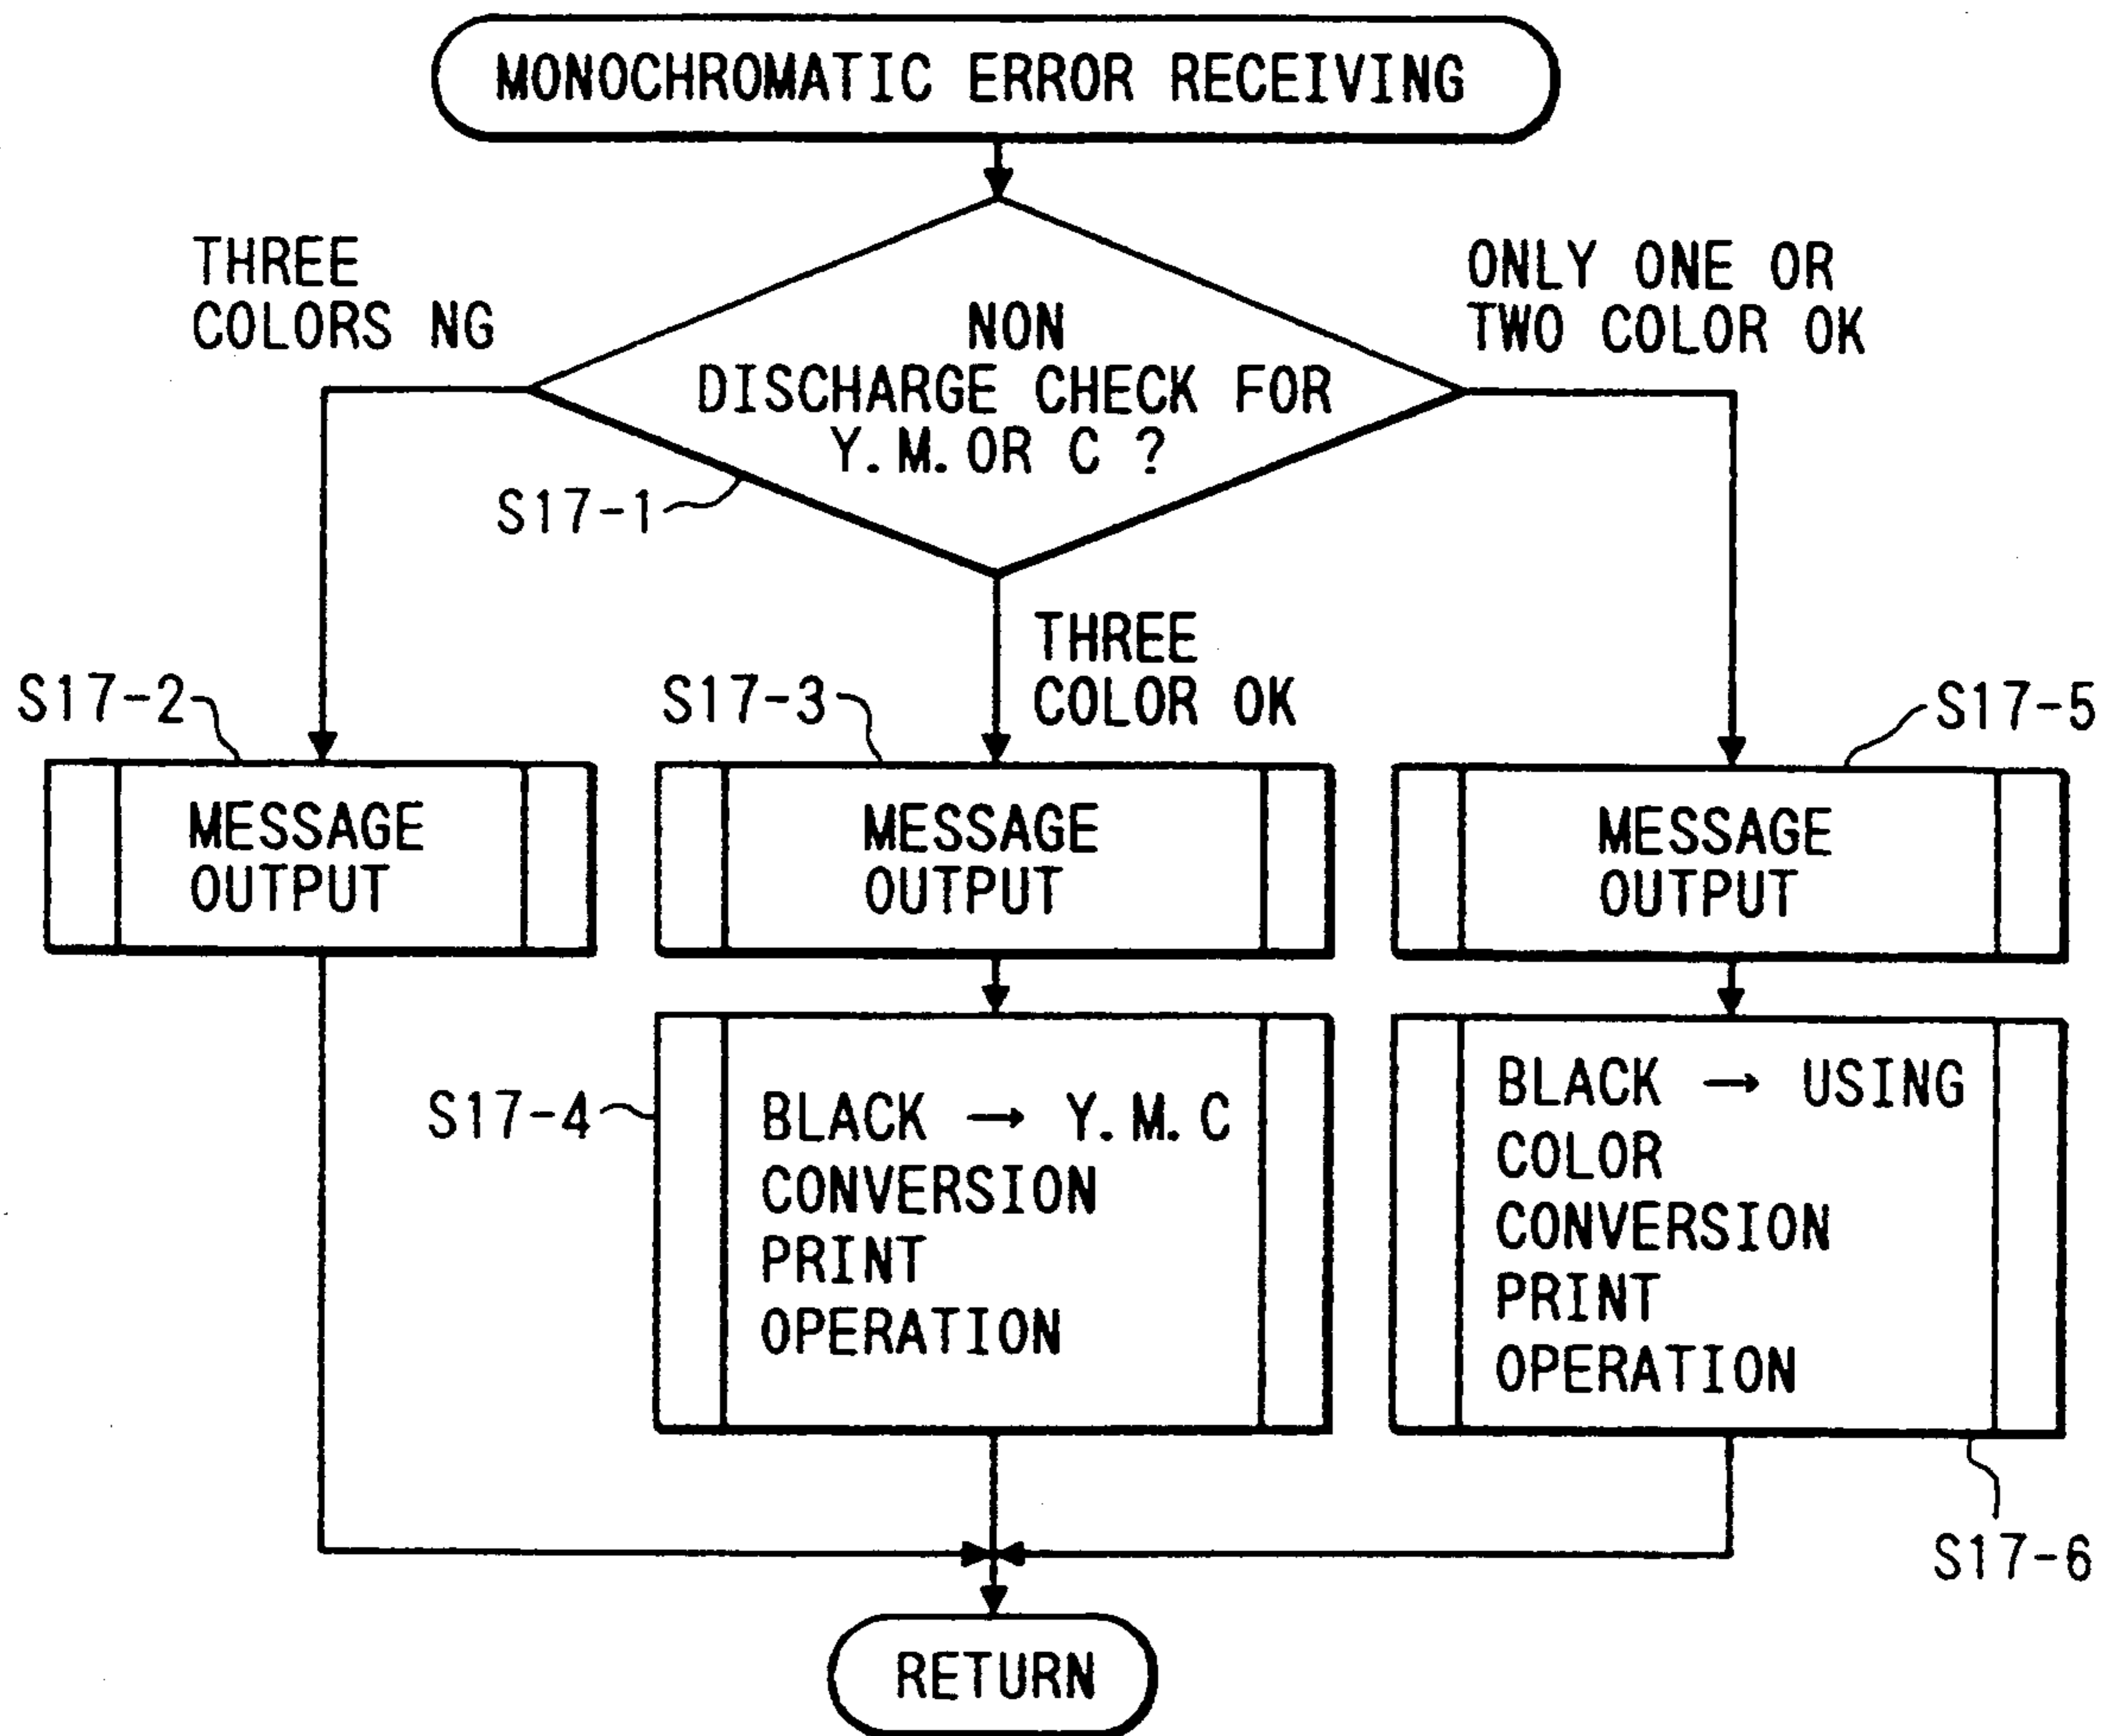 MONOCHROMATIC ERROR RECEIVING
THREE
COLORS NG
ONLY ONE OR
TWO COLOR OK
NON
DISCHARGE CHECK FOR
Y.M.OR C ?
S17-1
THREE
COLOR OK
S17-2
S17-3
S17-5
MESSAGE
OUTPUT
MESSAGE
OUTPUT
MESSAGE
OUTPUT
S17-4
BLACK → Y.M.C
CONVERSION
PRINT
OPERATION
BLACK → USING
COLOR
CONVERSION
PRINT
OPERATION
S17-6
RETURN